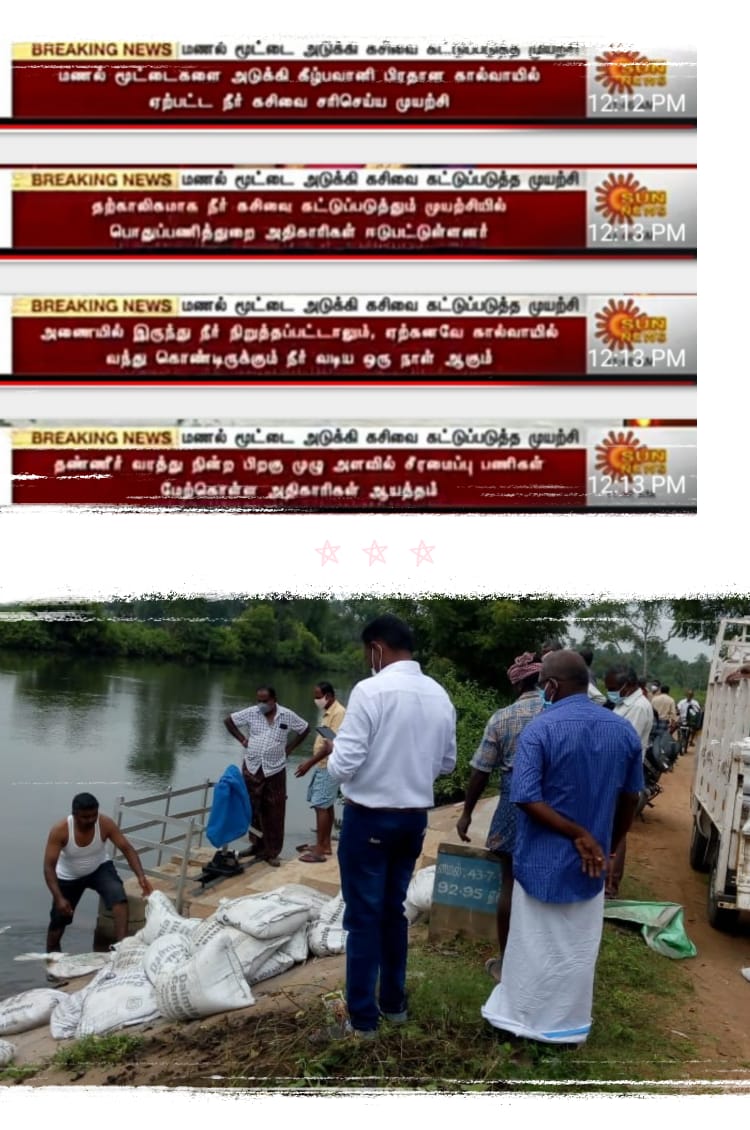 BREAKING NEWS மணல் மூட்டை அடுக்கி கசிவை கட்டுப்படுத்த முயற்சி
மணல் மூட்டைகளை அடுக்கி கீழ்பவானி பிரதான கால்வாயில்
ஏற்பட்ட நீர் கசிவை சரிசெய்ய முயற்சி
SUN
NEWS
12:12 PM
BREAKING NEWS மணல் மூட்டை அடுக்கி கசிவை கட்டுப்படுத்த முயற்சி
தற்காலிகமாக நீர் கசிவை கட்டுப்படுத்தும் முயற்சியில்
பொதுப்பணித்துறை அதிகாரிகள் ஈடுபட்டுள்ளனர்
SUN
NEWS
12:13 PM
BREAKING NEWS மணல் மூட்டை அடுக்கி கசிவை கட்டுப்படுத்த முயற்சி
அணையில் இருந்து நீர் நிறுத்தப்பட்டாலும், ஏற்கனவே கால்வாயில்
வந்து கொண்டிருக்கும் நீர் வடிய ஒரு நாள் ஆகும்
SUN
NEWS
12:13 PM
BREAKING NEWS மணல் மூட்டை அடுக்கி கசிவை கட்டுப்படுத்த முயற்சி
தண்ணீர் வரத்து நின்ற பிறகு முழு அளவில் சீரமைப்பு பணிகள்
மேற்கொள்ள அதிகாரிகள் ஆயத்தம்
SUN
NEWS
12:13 PM
மைல்:43-7-
92.95